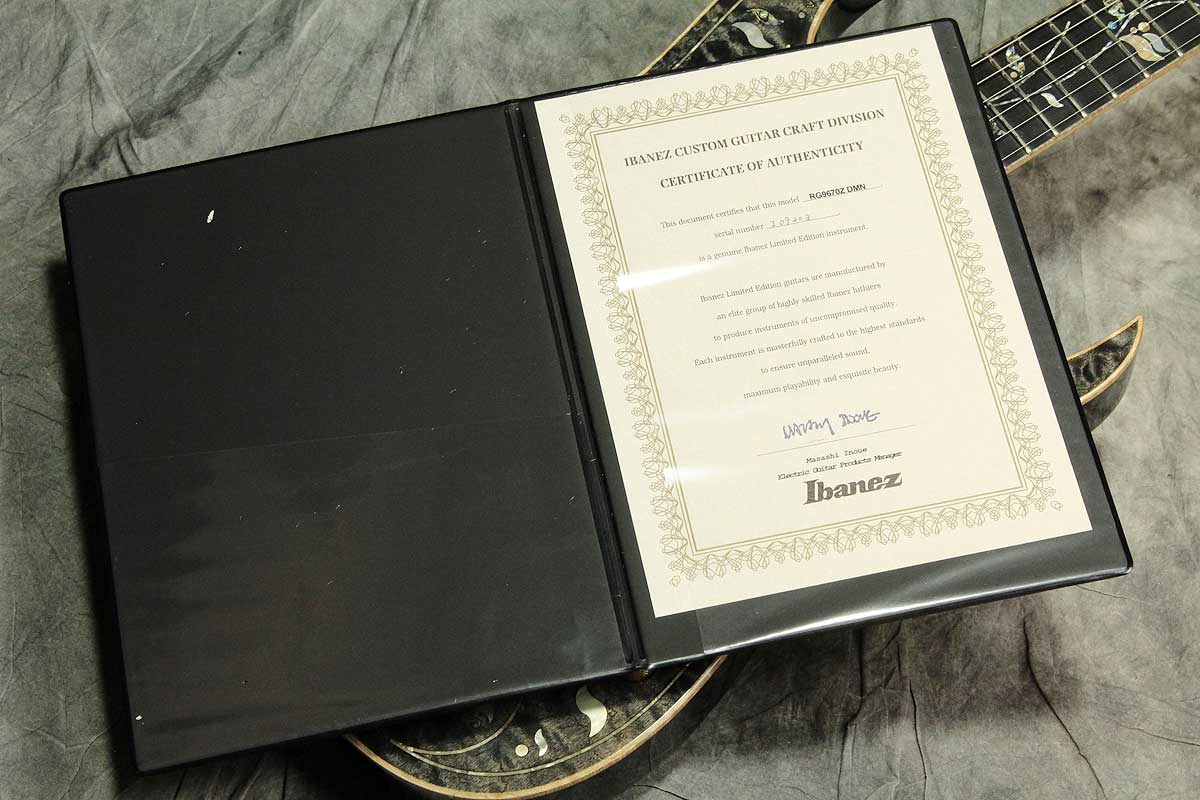 IBANEZ CUSTOM GUITAR CRAFT DIVISION
CERTIFICATE OF AUTHENTICITY
This document certifies that this model RG9670Z DMN,
serial number
is a genuine Ibanez Limited Edition instrument.
Ibanez Limited Edition guitars are manufactured by
an elite group of highly skilled Ibanez luthiers
to produce instruments of uncompromised quality.
Each instrument is masterfully crafted to the highest standards
to ensure unparalleled sound,
maximum playability and exquisite beauty.
Masashi Inoue
Electric Guitar Products Manager
Ibanez